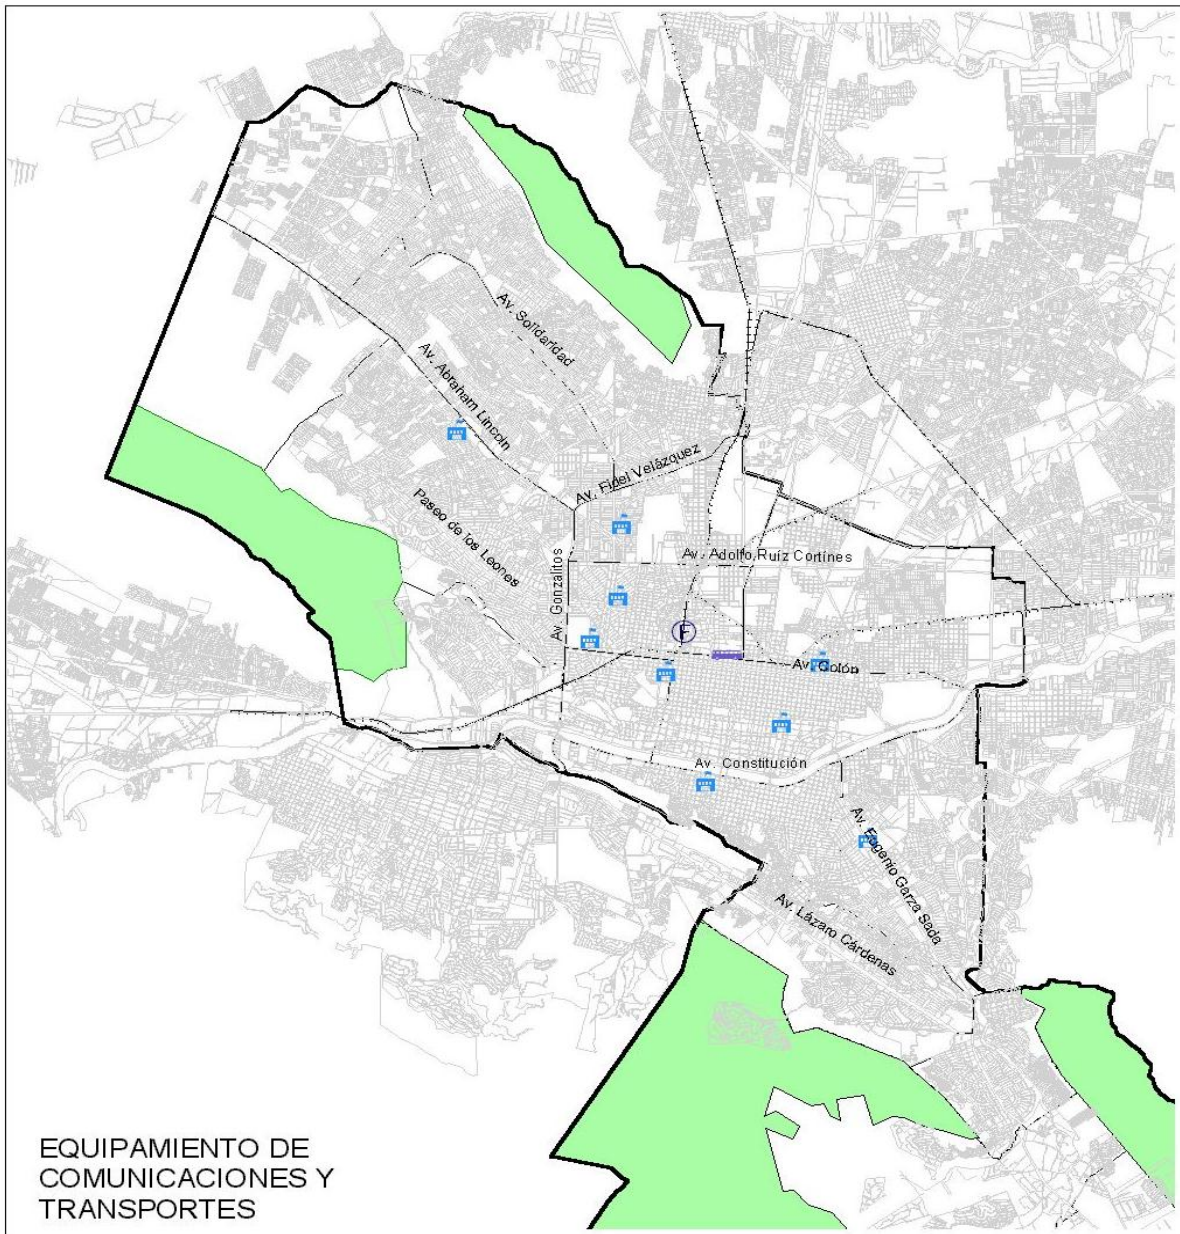 Av. Solidaridad
Av. Abraham Lincoln
Av. Fidel Velázquez
Paseo de los Leones
Av. Gonzalitos
Av. Adolfo Ruíz Cortínes
F
Av. Colón
Av. Constitución
Av. Eugenio Garza Sada
Av. Lázaro Cárdenas
EQUIPAMIENTO DE
COMUNICACIONES Y
TRANSPORTES